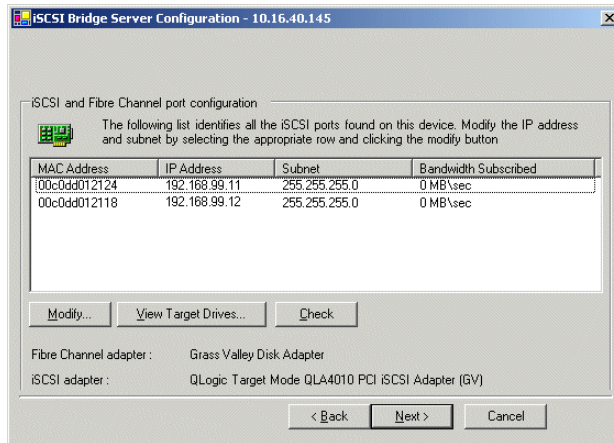 iSCSI Bridge Server Configuration - 10.16.40.145
iSCSI and Fibre Channel port configuration
The following list identifies all the iSCSI ports found on this device. Modify the IP address
and subnet by selecting the appropriate row and clicking the modify button
MAC Address IP Address Subnet Bandwidth Subscribed
00c0dd012124 192.168.99.11 255.255.255.0 0 MB\sec
00c0dd012118 192.168.99.12 255.255.255.0 0 MB\sec
Modify... View Target Drives... Check
Fibre Channel adapter : Grass Valley Disk Adapter
iSCSI adapter : QLogic Target Mode QLA4010 PCI iSCSI Adapter (GV)
< Back Next > Cancel